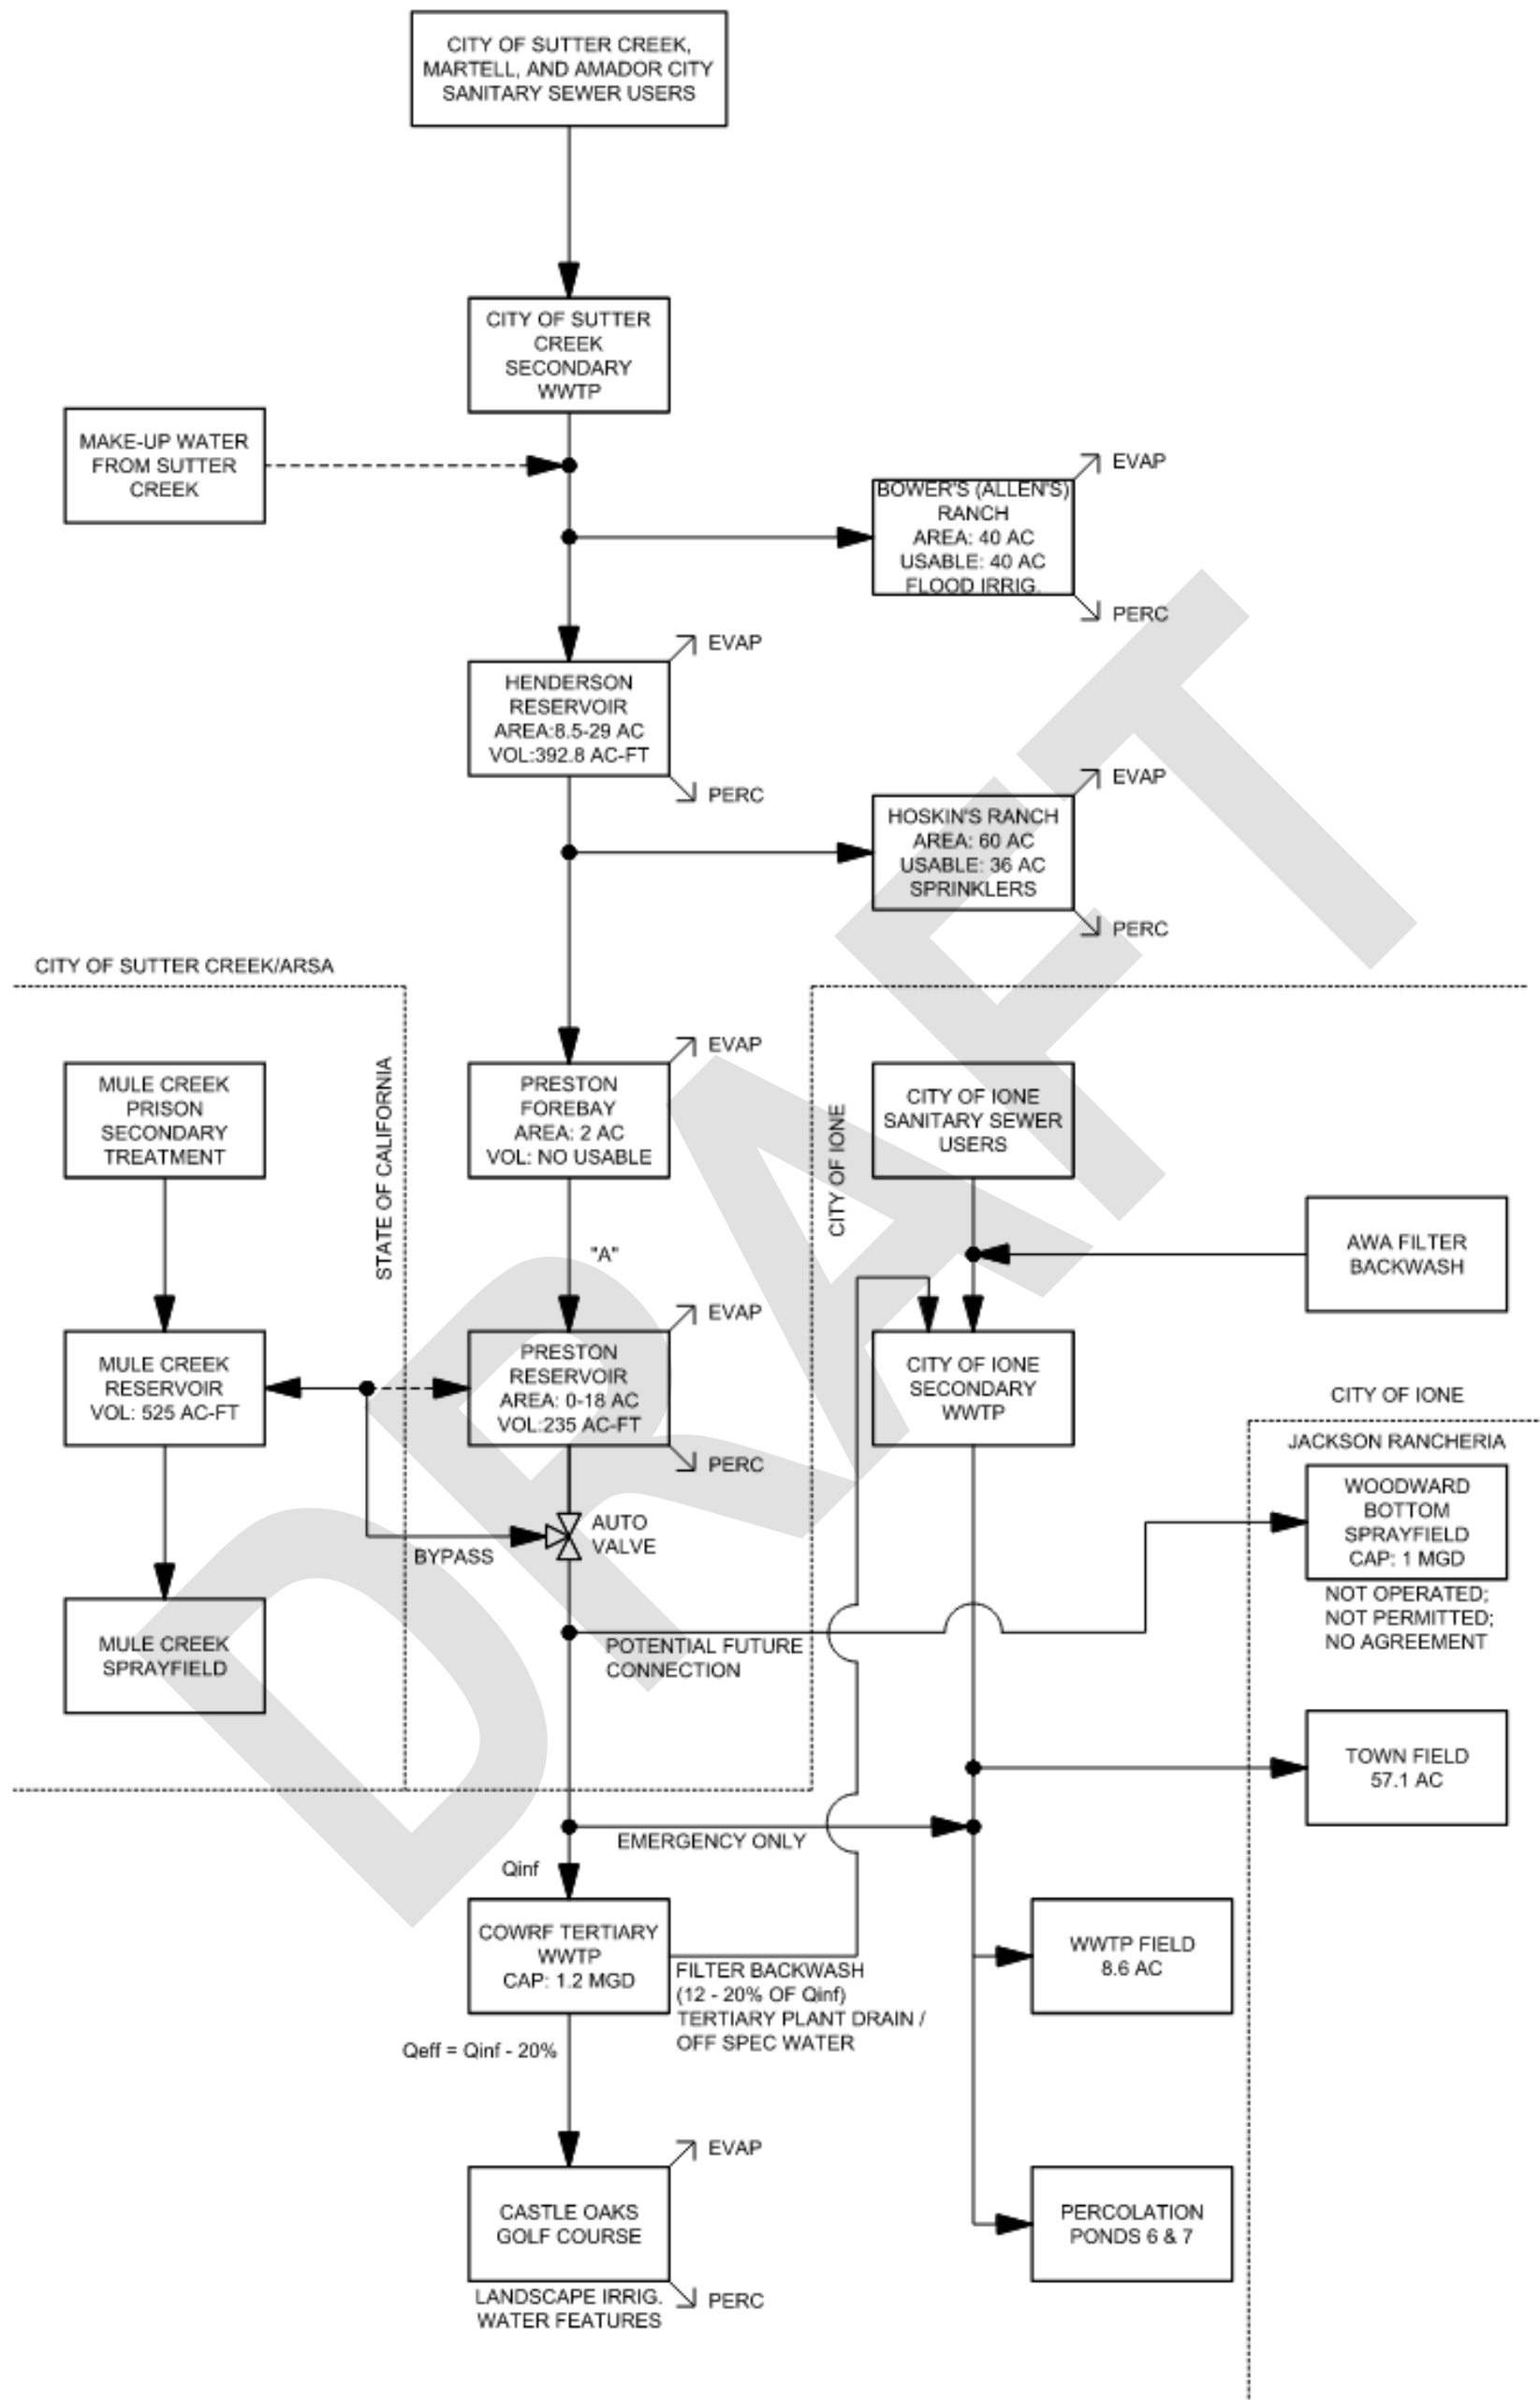 CITY OF SUTTER CREEK,
MARTELL, AND AMADOR CITY
SANITARY SEWER USERS
CITY OF SUTTER
CREEK
SECONDARY
WWTP
MAKE-UP WATER
FROM SUTTER
CREEK
EVAP
BOWER'S (ALLEN'S)
RANCH
AREA: 40 AC
USABLE: 40 AC
FLOOD IRRIG.
PERC
EVAP
HENDERSON
RESERVOIR
AREA:8.5-29 AC
VOL:392.8 AC-FT
PERC
EVAP
HOSKIN'S RANCH
AREA: 60 AC
USABLE: 36 AC
SPRINKLERS
PERC
CITY OF SUTTER CREEK/ARSA
STATE OF CALIFORNIA
CITY OF IONE
MULE CREEK
PRISON
SECONDARY
TREATMENT
EVAP
PRESTON
FOREBAY
AREA: 2 AC
VOL: NO USABLE
CITY OF IONE
SANITARY SEWER
USERS
"A"
AWA FILTER
BACKWASH
MULE CREEK
RESERVOIR
VOL: 525 AC-FT
EVAP
PRESTON
RESERVOIR
AREA: 0-18 AC
VOL:235 AC-FT
PERC
CITY OF IONE
SECONDARY
WWTP
CITY OF IONE
JACKSON RANCHERIA
WOODWARD
BOTTOM
SPRAYFIELD
CAP: 1 MGD
NOT OPERATED;
NOT PERMITTED;
NO AGREEMENT
AUTO
VALVE
BYPASS
MULE CREEK
SPRAYFIELD
POTENTIAL FUTURE
CONNECTION
TOWN FIELD
57.1 AC
EMERGENCY ONLY
Qinf
COWRF TERTIARY
WWTP
CAP: 1.2 MGD
FILTER BACKWASH
(12 - 20% OF Qinf)
TERTIARY PLANT DRAIN /
OFF SPEC WATER
WWTP FIELD
8.6 AC
Qeff = Qinf - 20%
EVAP
CASTLE OAKS
GOLF COURSE
PERC
LANDSCAPE IRRIG.
WATER FEATURES
PERCOLATION
PONDS 6 & 7
DRAFT